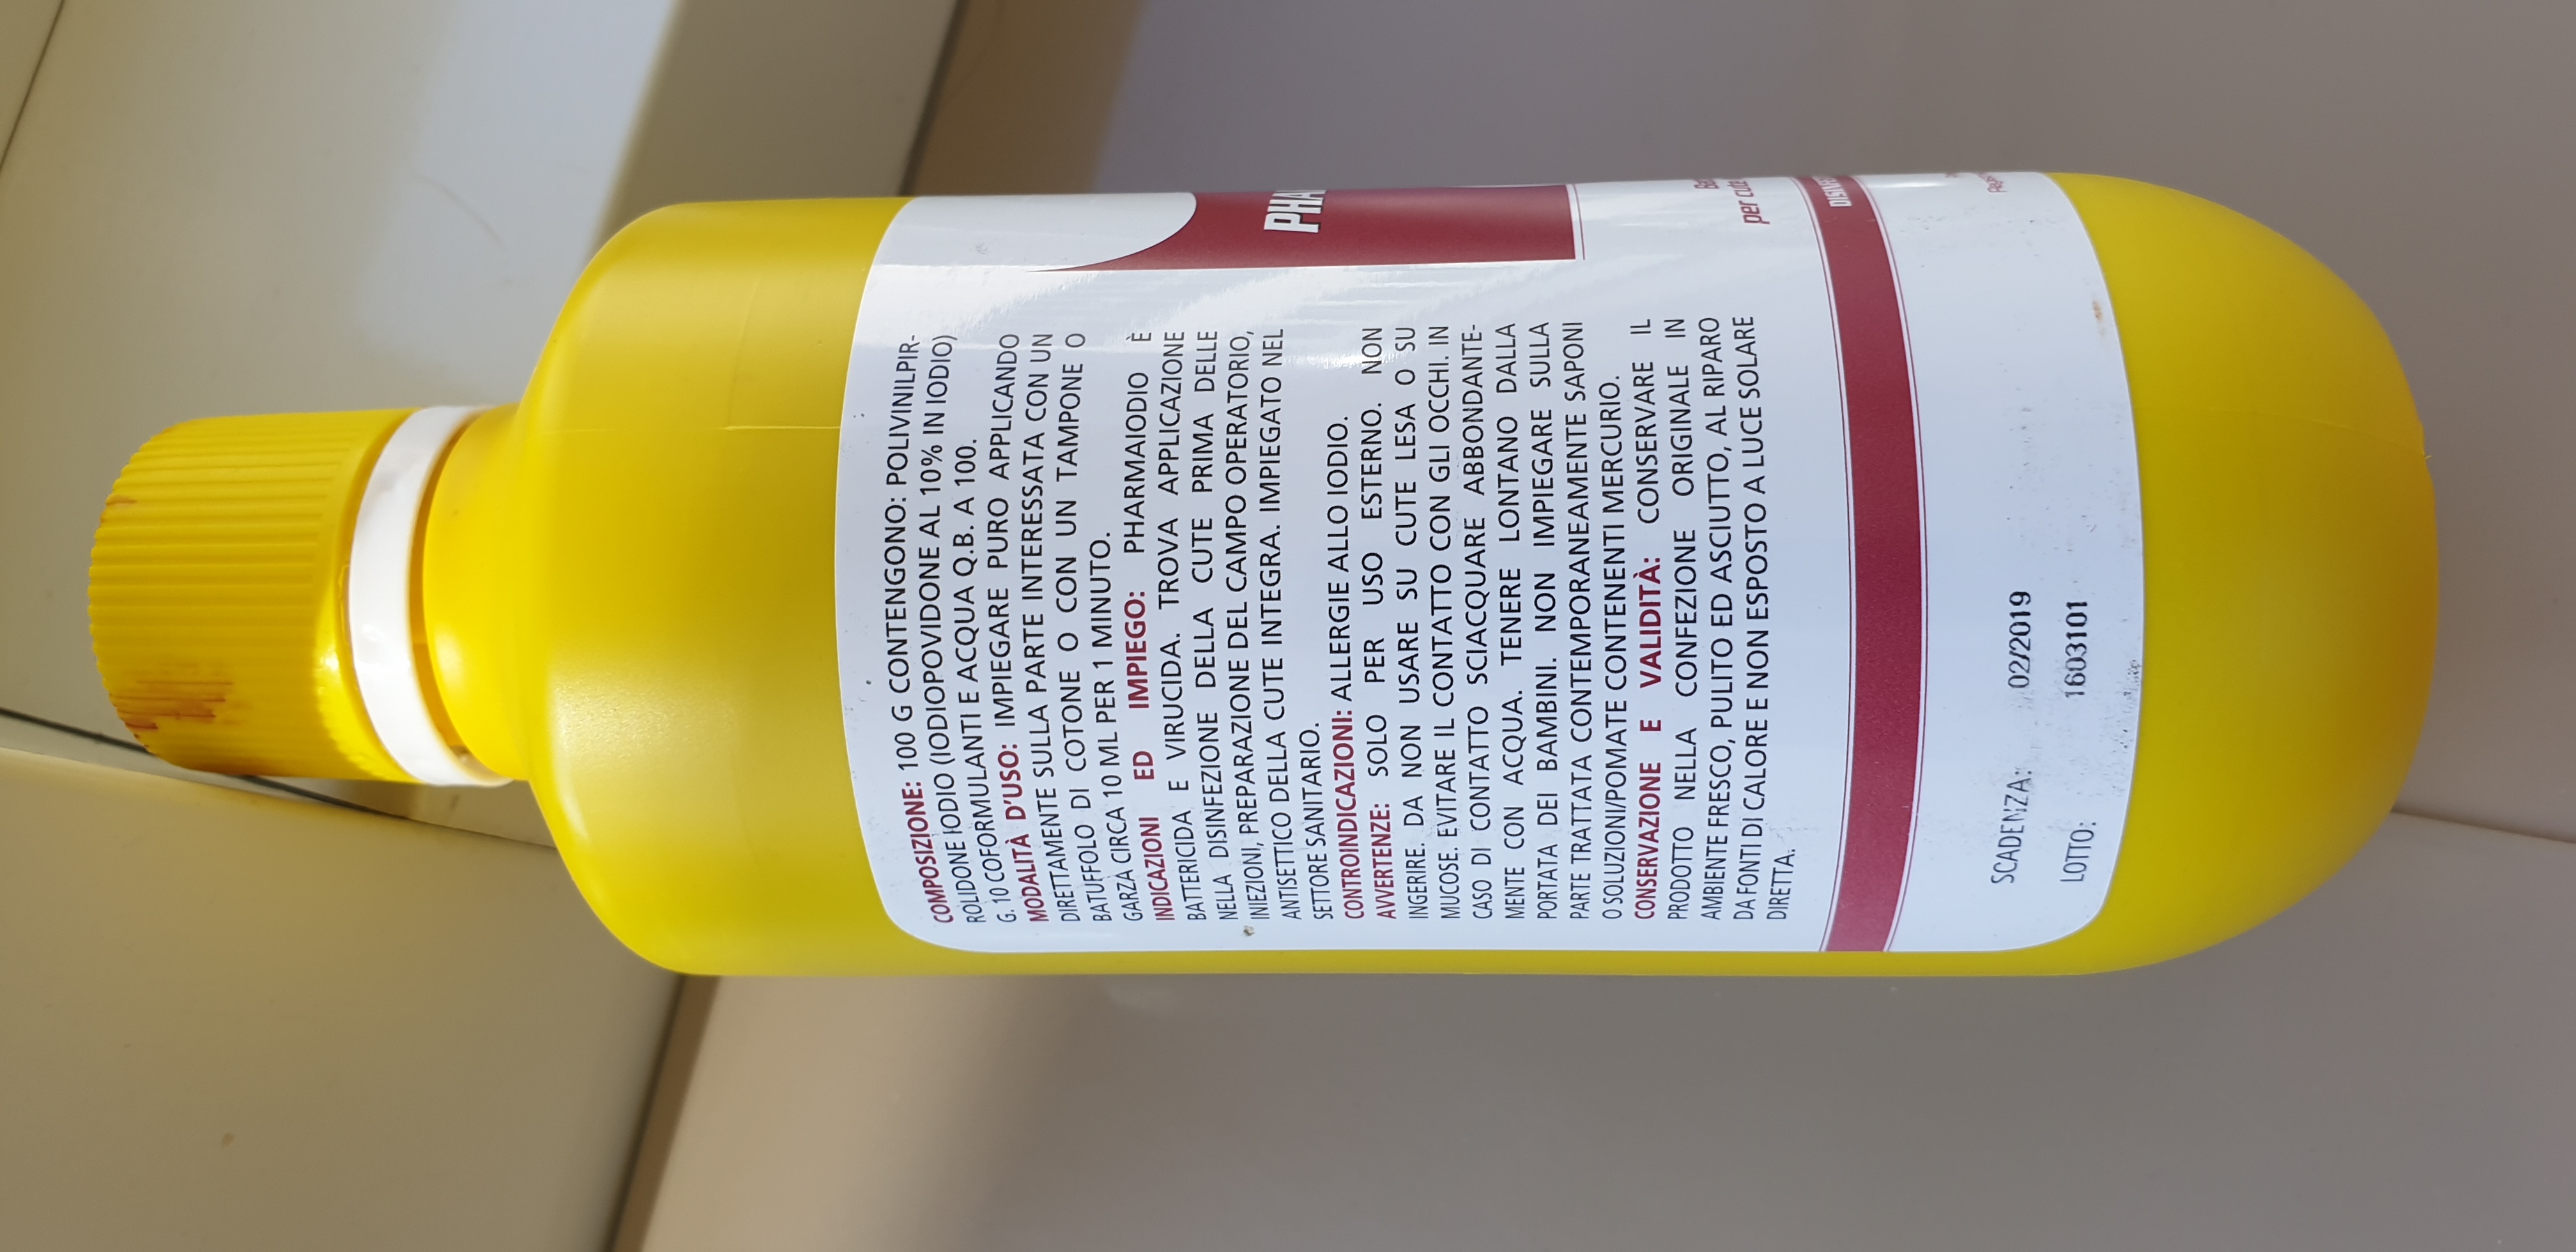 COMPOSIZIONE: 100 G CONTENGONO: POLIVINILPIR-
ROLIDONE IODIO (IODIOPOVIDONE AL 10% IN IODIO)
G. 10 COFORMULANTI E ACQUA Q.B. A 100.
MODALITÀ D'USO: IMPIEGARE PURO APPLICANDO
DIRETTAMENTE SULLA PARTE INTERESSATA CON UN
BATUFFOLO DI COTONE O CON UN TAMPONE O
GARZA CIRCA 10 ML PER 1 MINUTO.
INDICAZIONI ED IMPIEGO: PHARMAIODIO È
BATTERICIDA E VIRUCIDA. TROVA APPLICAZIONE
NELLA DISINFEZIONE DELLA CUTE PRIMA DELLE
INIEZIONI, PREPARAZIONE DEL CAMPO OPERATORIO,
ANTISETTICO DELLA CUTE INTEGRA. IMPIEGATO NEL
SETTORE SANITARIO.
CONTROINDICAZIONI: ALLERGIE ALLO IODIO.
AVVERTENZE: SOLO PER USO ESTERNO. NON
INGERIRE. DA NON USARE SU CUTE LESA O SU
MUCOSE. EVITARE IL CONTATTO CON GLI OCCHI. IN
CASO DI CONTATTO SCIACQUARE ABBONDANTE-
MENTE CON ACQUA. TENERE LONTANO DALLA
PORTATA DEI BAMBINI. NON IMPIEGARE SULLA
PARTE TRATTATA CONTEMPORANEAMENTE SAPONI
O SOLUZIONI/POMATE CONTENENTI MERCURIO.
CONSERVAZIONE E VALIDITÀ: CONSERVARE IL
PRODOTTO NELLA CONFEZIONE ORIGINALE IN
AMBIENTE FRESCO, PULITO ED ASCIUTTO, AL RIPARO
DA FONTI DI CALORE E NON ESPOSTO A LUCE SOLARE
DIRETTA.
SCADENZA: 02/2019
LOTTO: 1603101
PHA
per cute